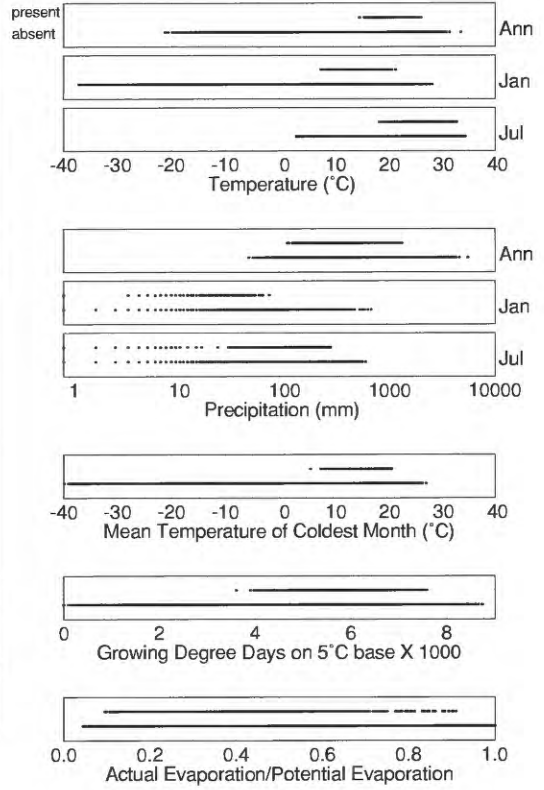 present
absent
Ann
Jan
Jul
-40 -30 -20 -10 0 10 20 30 40
Temperature (˚C)
Ann
Jan
Jul
1 10 100 1000 10000
Precipitation (mm)
-40 -30 -20 -10 0 10 20 30 40
Mean Temperature of Coldest Month (˚C)
0 2 4 6 8
Growing Degree Days on 5˚C base X 1000
0.0 0.2 0.4 0.6 0.8 1.0
Actual Evaporation/Potential Evaporation